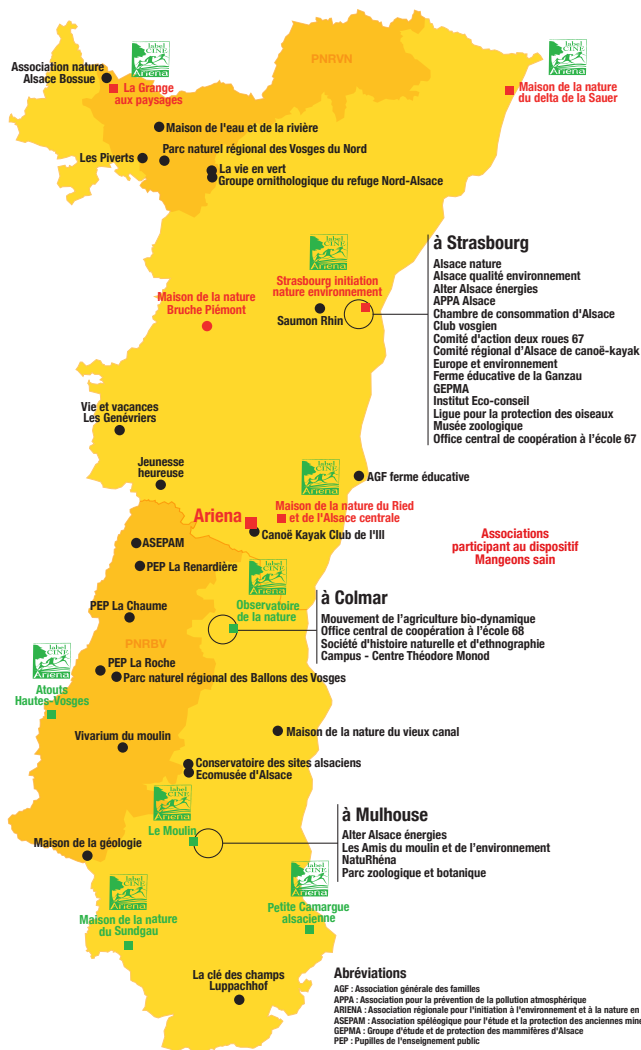 label
CINE
Ariena
PNRVN
label
CINE
Ariena
Association nature
Alsace Bossue
La Grange
aux paysages
Maison de la nature
du delta de la Sauer
Maison de l'eau et de la rivière
Parc naturel régional des Vosges du Nord
Les Piverts
La vie en vert
Groupe ornithologique du refuge Nord-Alsace
label
CINE
Ariena
Strasbourg initiation
nature environnement
Maison de la nature
Bruche Piémont
Saumon Rhin
à Strasbourg
Alsace nature
Alsace qualité environnement
Alter Alsace énergies
APPA Alsace
Chambre de consommation d'Alsace
Club vosgien
Comité d'action deux roues 67
Comité régional d'Alsace de canoë-kayak
Europe et environnement
Ferme éducative de la Ganzau
GEPMA
Institut Eco-conseil
Ligue pour la protection des oiseaux
Musée zoologique
Office central de coopération à l'école 67
Vie et vacances
Les Genévriers
Jeunesse
heureuse
label
CINE
Ariena
AGF ferme éducative
Ariena
Maison de la nature du Ried
et de l'Alsace centrale
Canoë Kayak Club de l'Ill
Associations
participant au dispositif
Mangeons sain
ASEPAM
PEP La Renardière
label
CINE
Ariena
PEP La Chaume
Observatoire
de la nature
à Colmar
Mouvement de l'agriculture bio-dynamique
Office central de coopération à l'école 68
Société d'histoire naturelle et d'ethnographie
Campus - Centre Théodore Monod
PNRBV
label
CINE
Ariena
PEP La Roche
Parc naturel régional des Ballons des Vosges
Atouts
Hautes-Vosges
Maison de la nature du vieux canal
Vivarium du moulin
Conservatoire des sites alsaciens
Ecomusée d'Alsace
label
CINE
Ariena
Le Moulin
à Mulhouse
Alter Alsace énergies
Les Amis du moulin et de l'environnement
NatuRhéna
Parc zoologique et botanique
Maison de la géologie
label
CINE
Ariena
Maison de la nature
du Sundgau
label
CINE
Ariena
Petite Camargue
alsacienne
La clé des champs
Luppachhof
Abréviations
AGF : Association générale des familles
APPA : Association pour la prévention de la pollution atmosphérique
ARIENA : Association régionale pour l'initiation à l'environnement et à la nature en
ASEPAM : Association spéléogique pour l'étude et la protection des anciennes
GEPMA : Groupe d'étude et de protection des mammifères d'Alsace
PEP : Pupilles de l'enseignement public